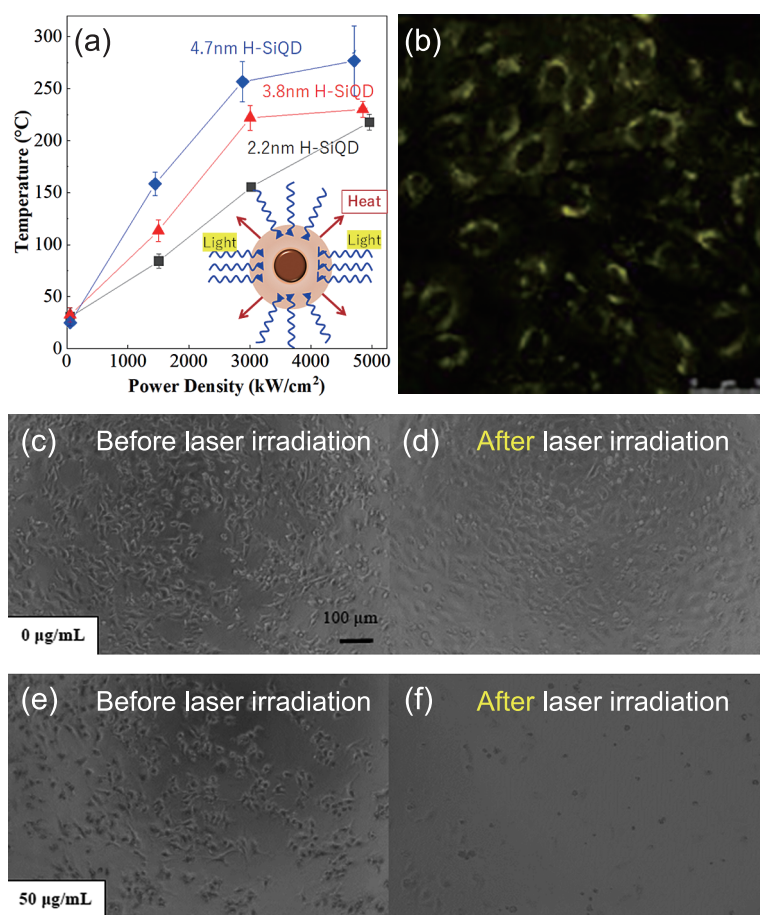 (a)
Temperature (°C)
300
250
200
150
100
50
0
4.7nm H-SiQD
3.8nm H-SiQD
2.2nm H-SiQD
Heat
Light
Light
0
1000
2000
3000
4000
5000
Power Density (kW/cm²)
(b)
(c) Before laser irradiation
(d) After laser irradiation
0 µg/mL
100 µm
(e) Before laser irradiation
(f) After laser irradiation
50 µg/mL